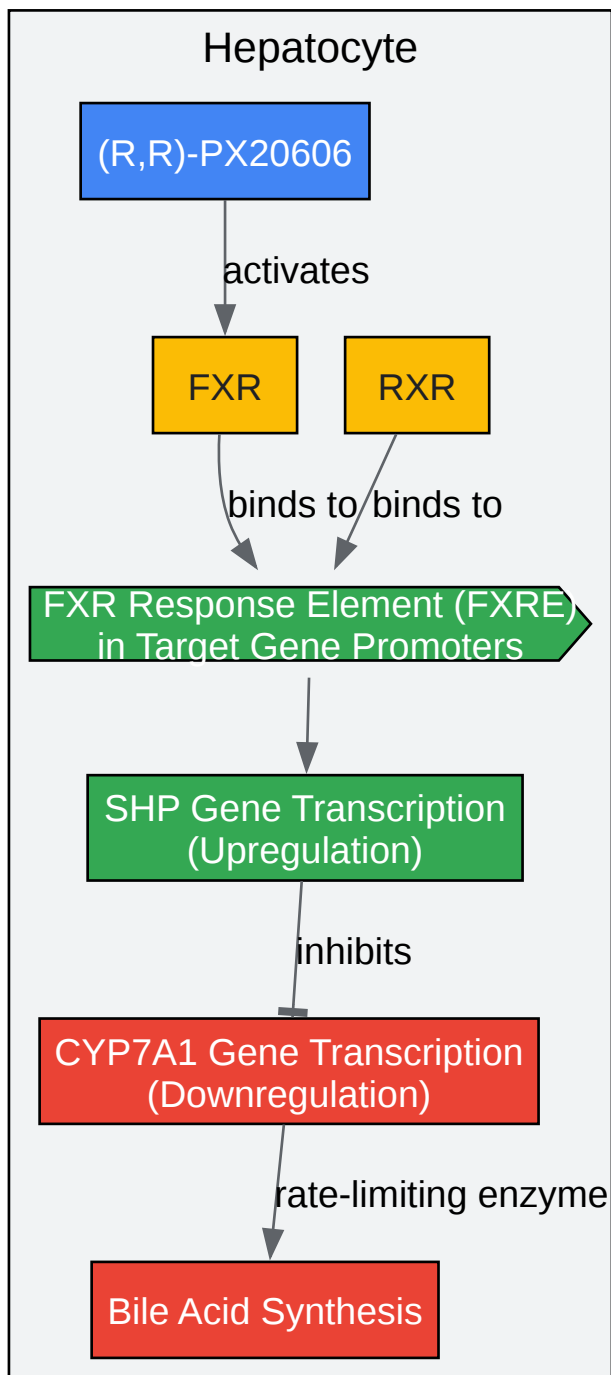 Hepatocyte
(R,R)-PX20606
activates
FXR
RXR
binds to
binds to
FXR Response Element (FXRE)
in Target Gene Promoters
SHP Gene Transcription
(Upregulation)
inhibits
CYP7A1 Gene Transcription
(Downregulation)
rate-limiting enzyme
Bile Acid Synthesis